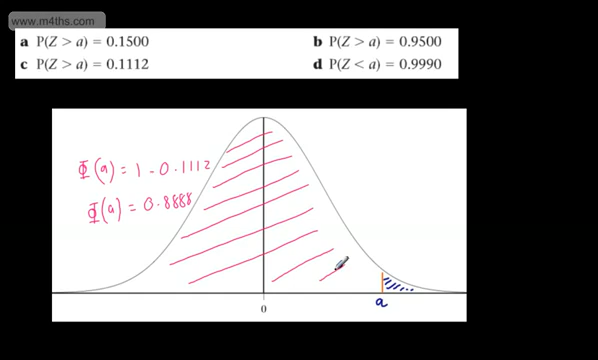 www.m4ths.com
a P(Z > a) = 0.1500
b P(Z > a) = 0.9500
c P(Z > a) = 0.1112
d P(Z < a) = 0.9990
Φ(a) = 1 - 0.1112
Φ(a) = 0.8888
a
0